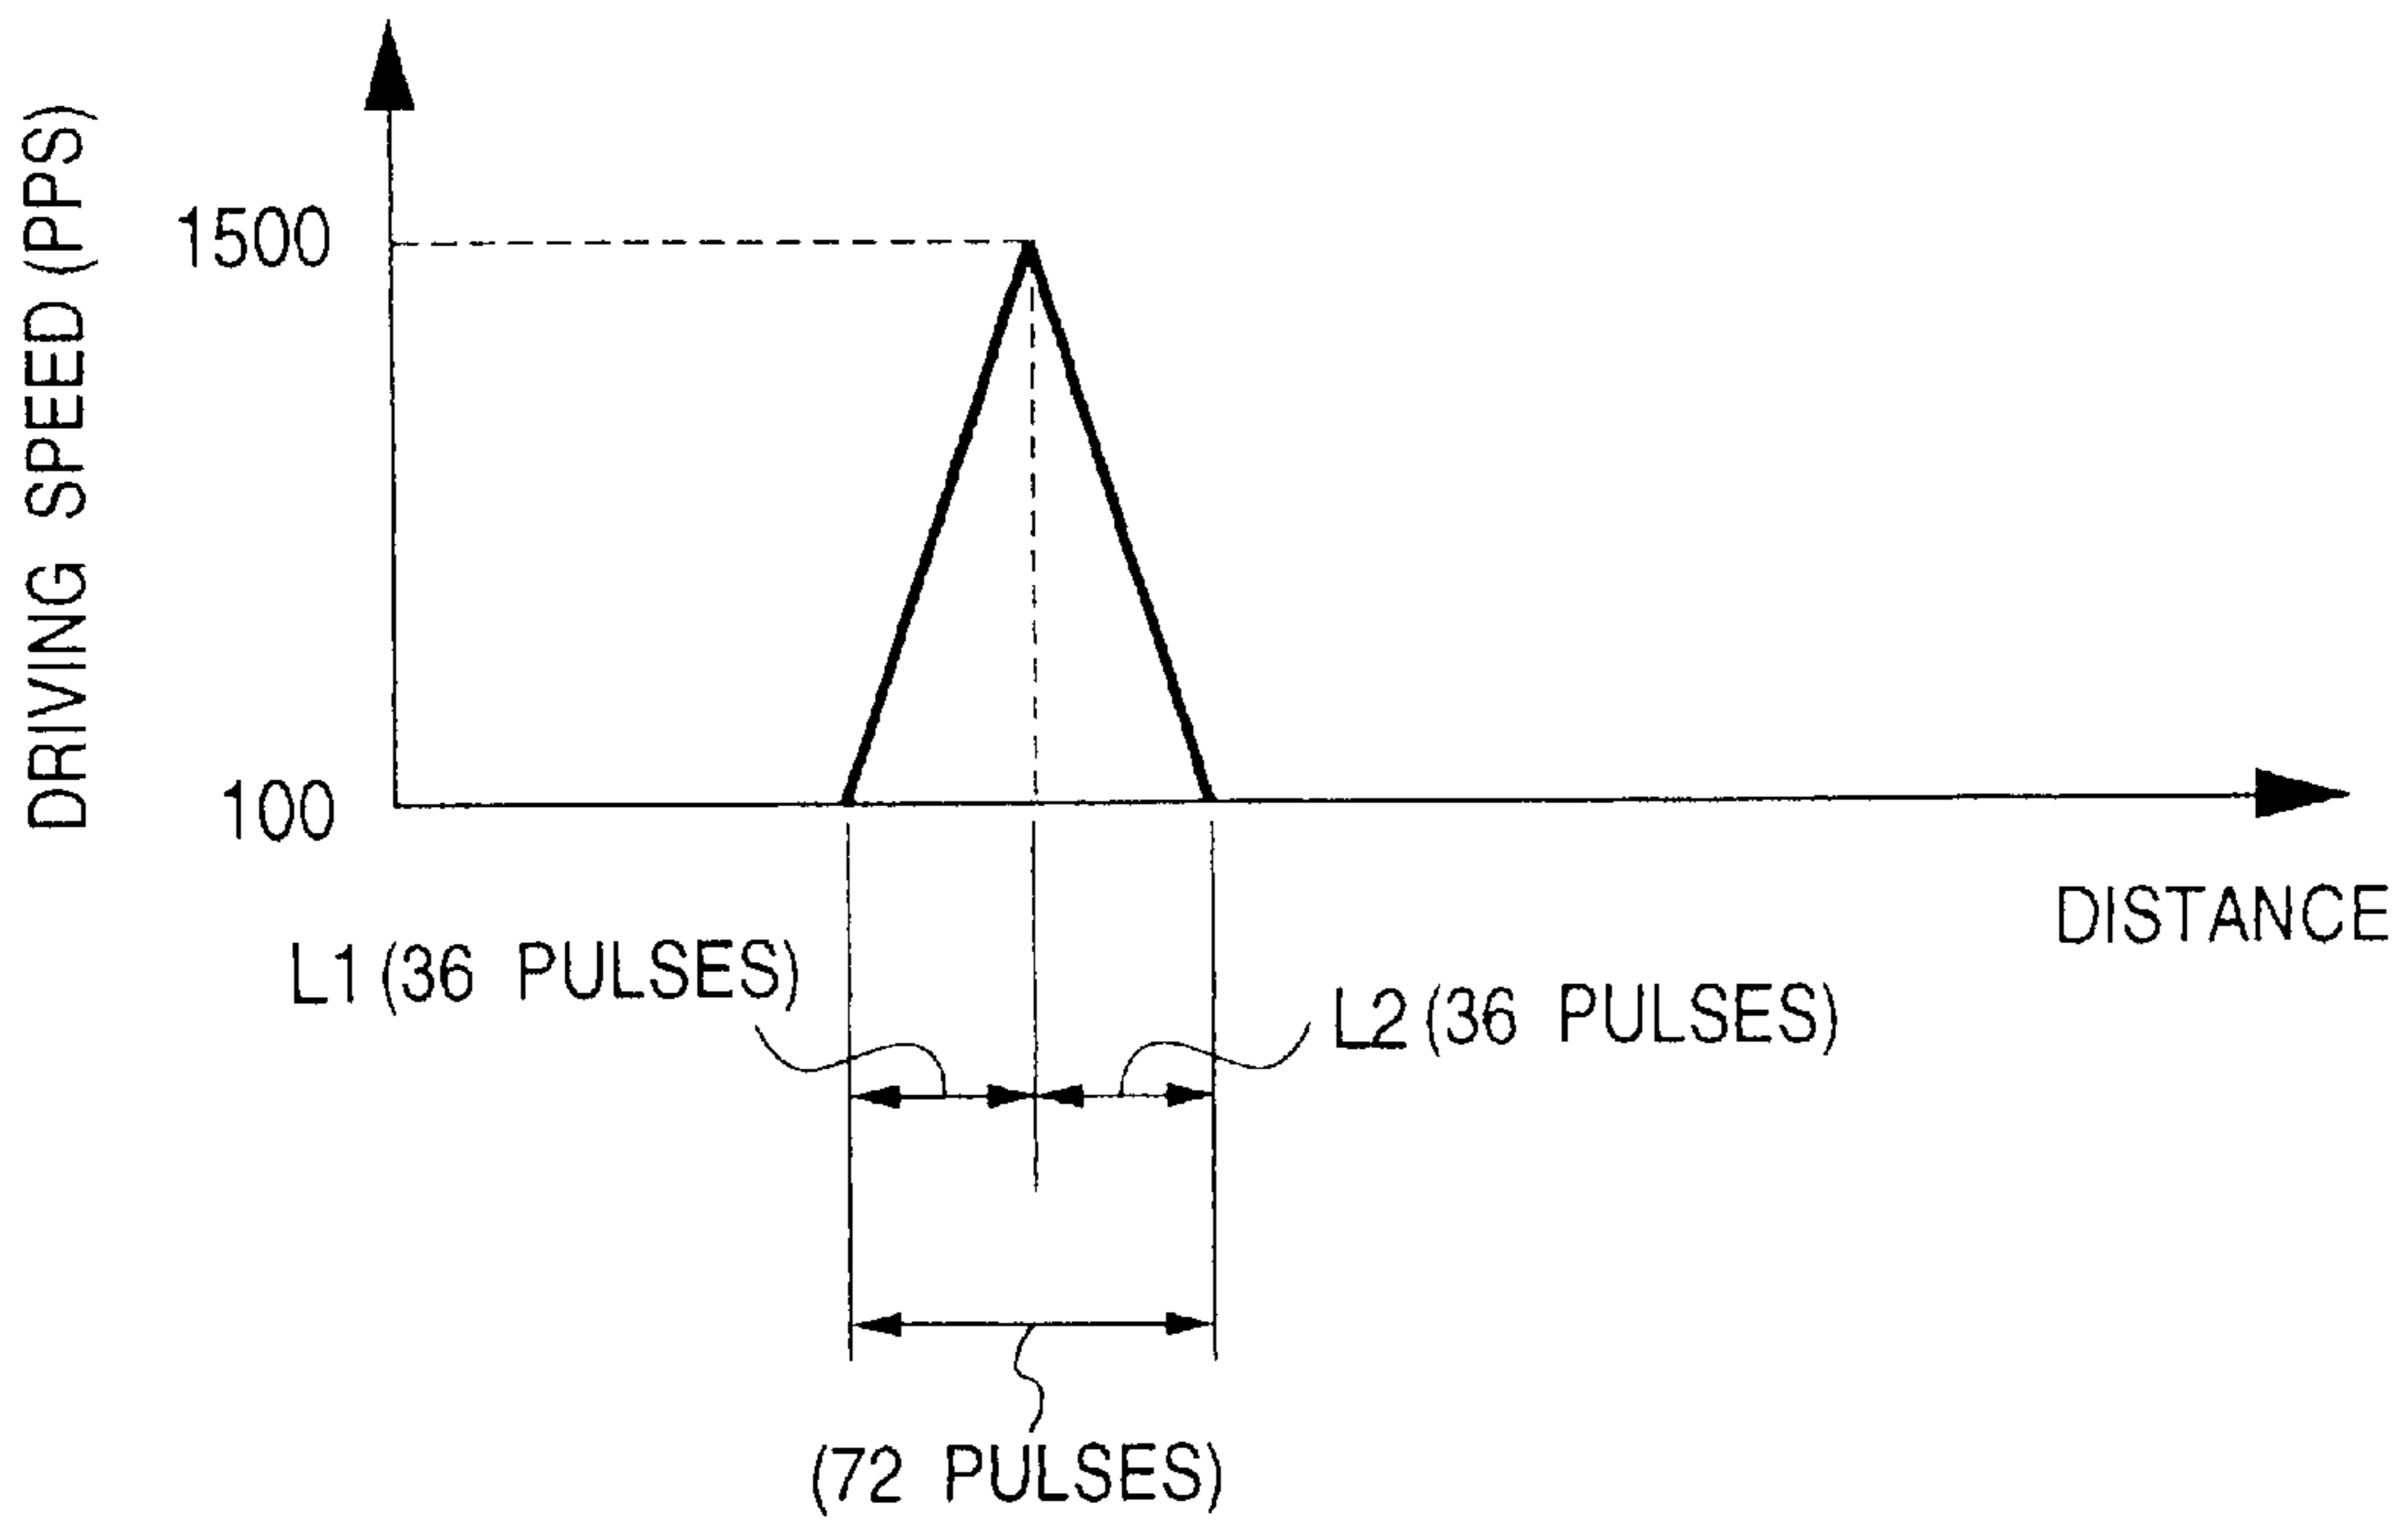 DRIVING SPEED (PPS)
1500
100
DISTANCE
L1 (36 PULSES)
L2 (36 PULSES)
(72 PULSES)